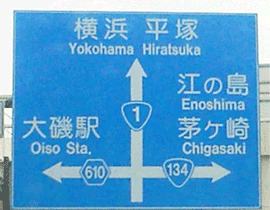 横浜 平塚
Yokohama Hiratsuka
江の島
Enoshima
大磯駅
Oiso Sta.
茅ヶ崎
Chigasaki
1
610
134